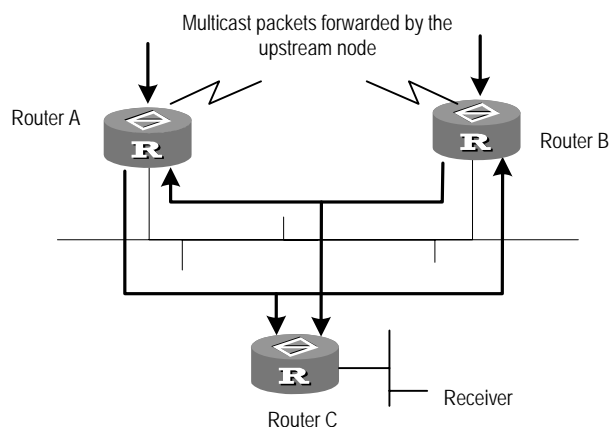 Multicast packets forwarded by the
upstream node
Router A
R
R
Router B
R
Receiver
Router C